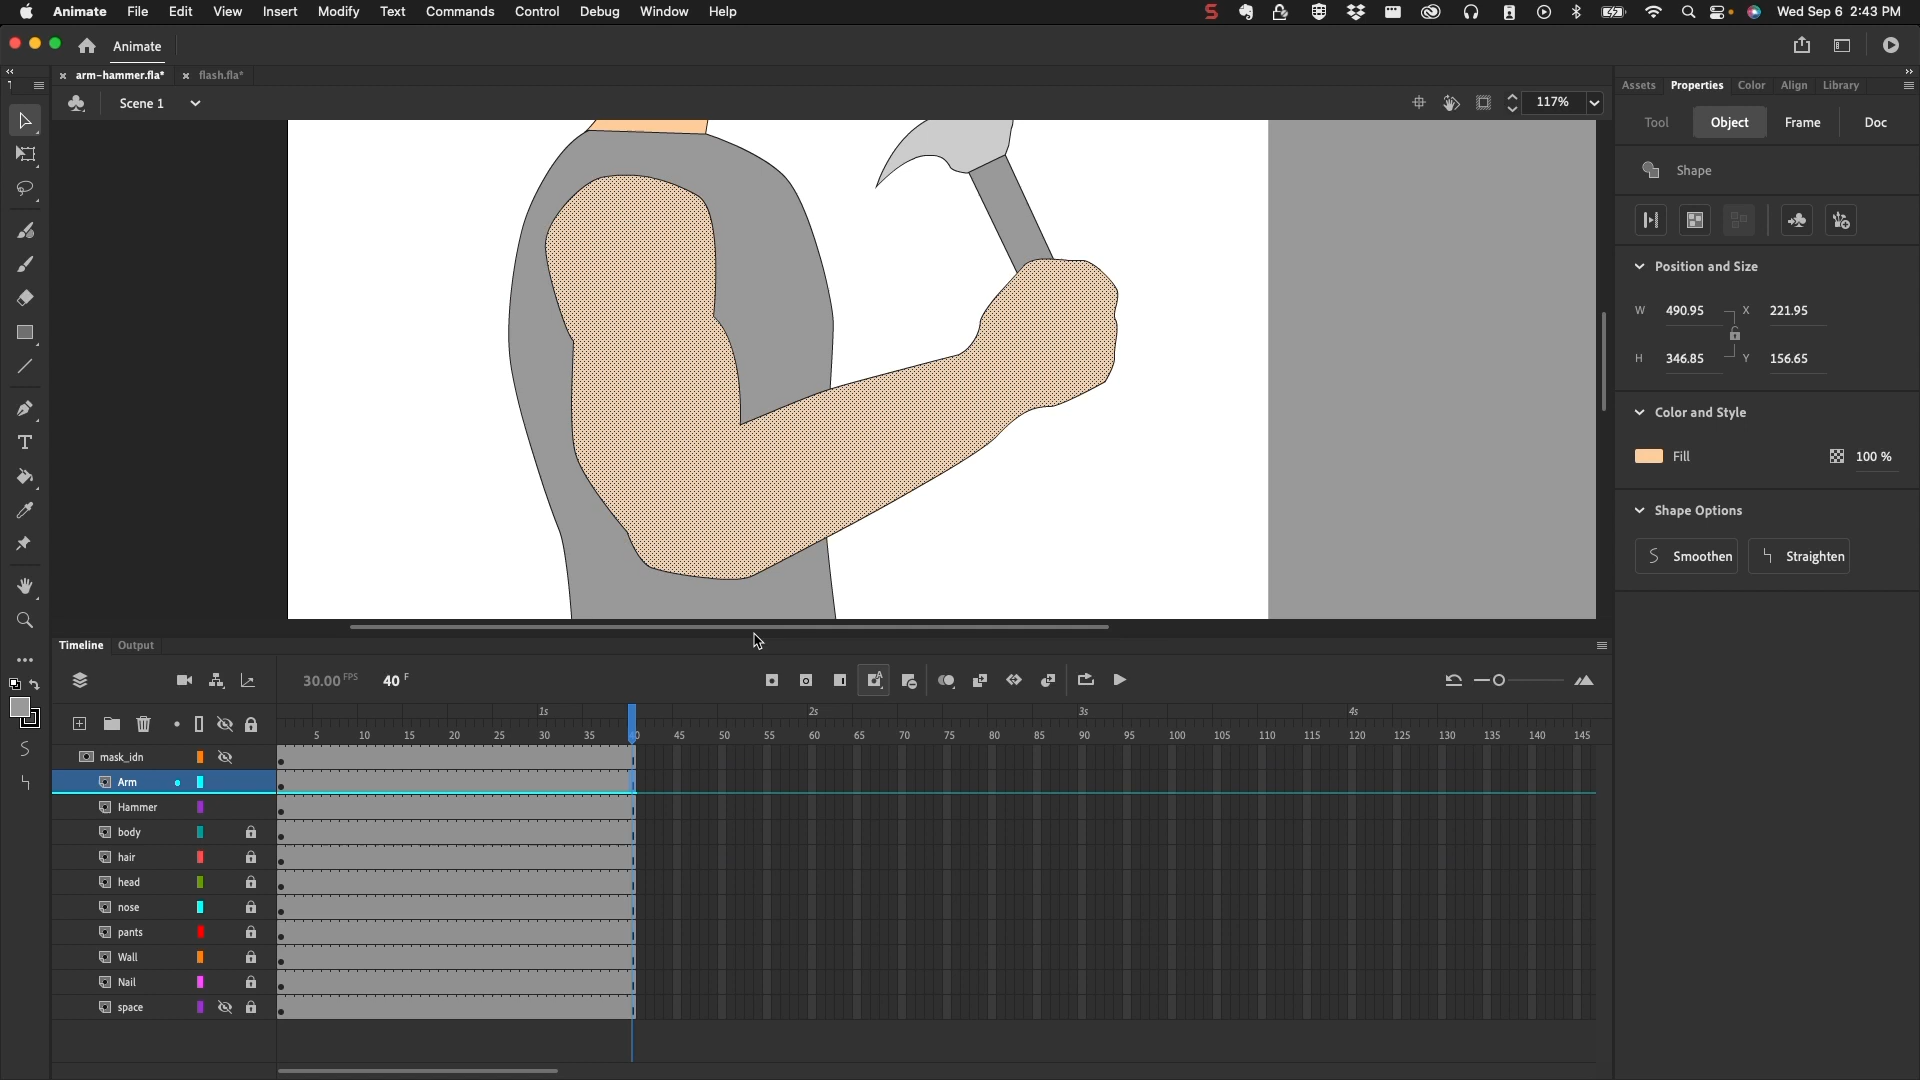 Animate File Edit View Insert Modify Text Commands Control Debug Window Help Wed Sep 6 2:43 PM
Animate
arm-hammer.fla* flash.fla*
Assets Properties Color Align Library
Scene 1 117%
Tool Object Frame Doc
Shape
Position and Size
W 490.95 X 221.95
H 346.85 Y 156.65
Color and Style
Fill 100 %
Shape Options
Smoothen Straighten
Timeline Output
30.00 FPS 40 F
1s 2s 3s 4s
5 10 15 20 25 30 35 40 45 50 55 60 65 70 75 80 85 90 95 100 105 110 115 120 125 130 135 140 145
mask_idn
Arm
Hammer
body
hair
head
nose
pants
Wall
Nail
space